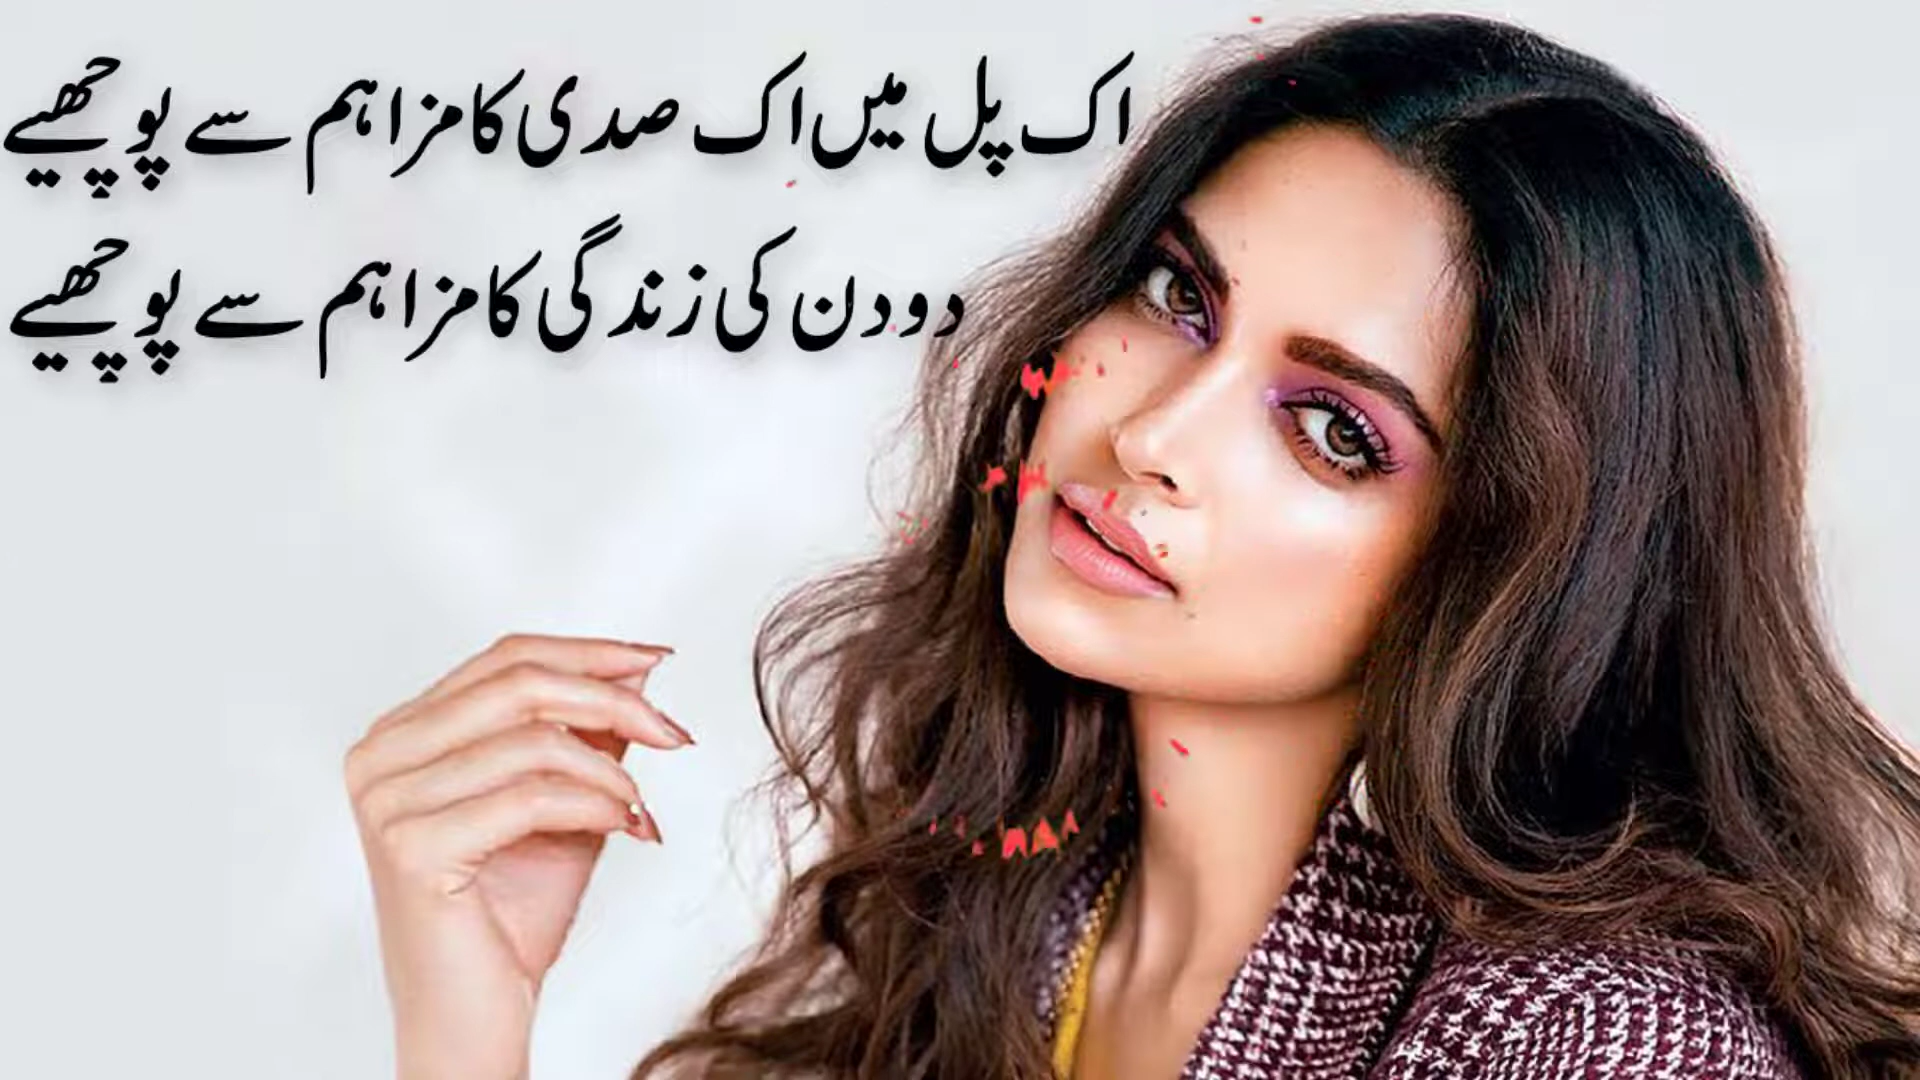 اک پل میں اک صدی کا مزا ہم سے پوچھیے
دو دن کی زندگی کا مزا ہم سے پوچھیے